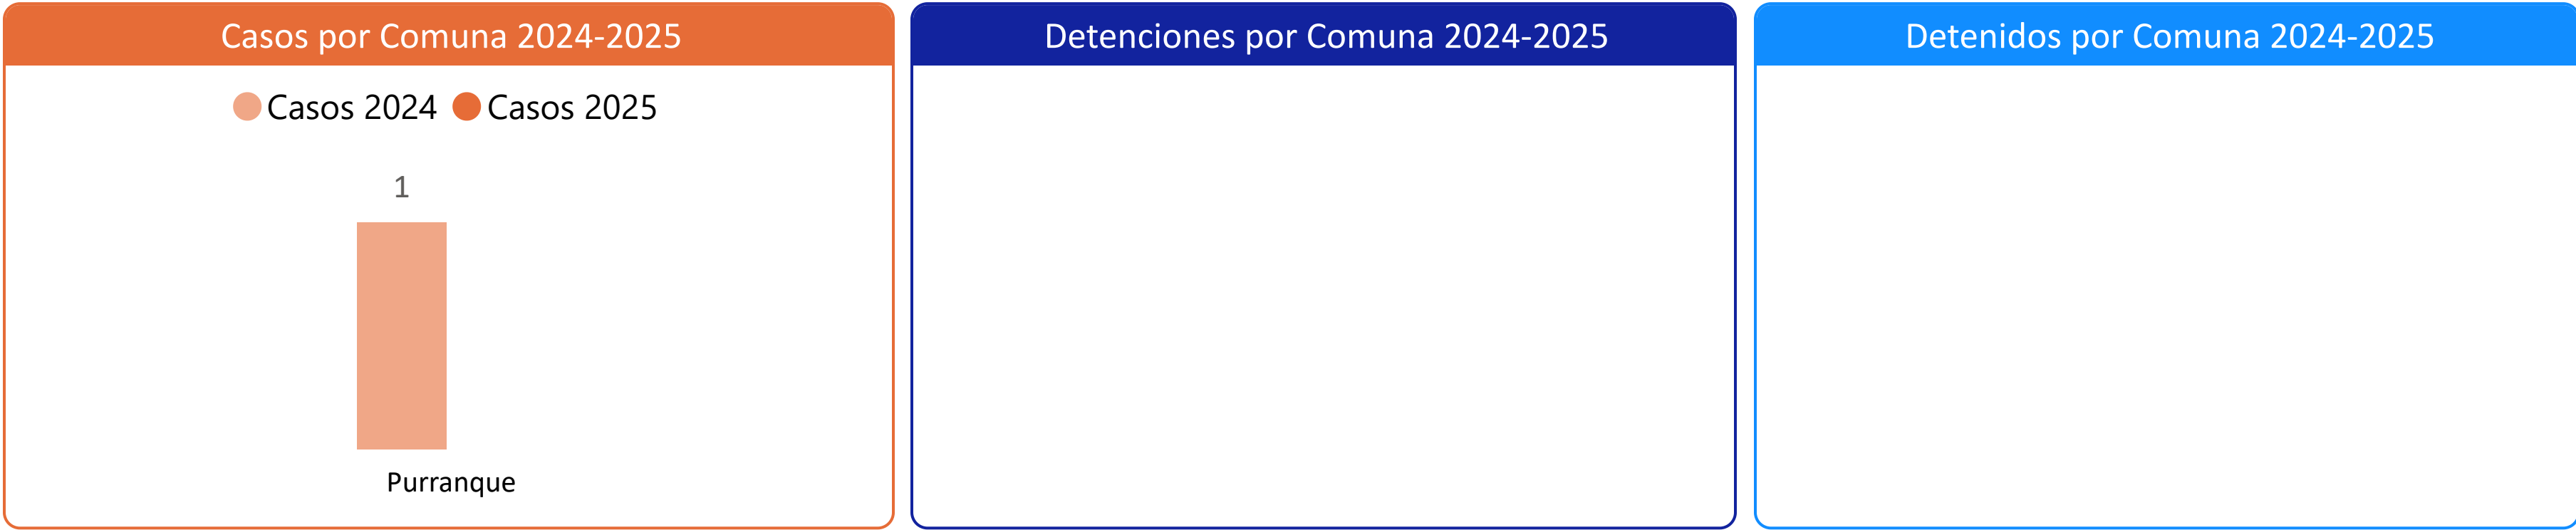 Casos por Comuna 2024-2025
Casos 2024 Casos 2025
1
Purranque
Detenciones por Comuna 2024-2025
Detenidos por Comuna 2024-2025